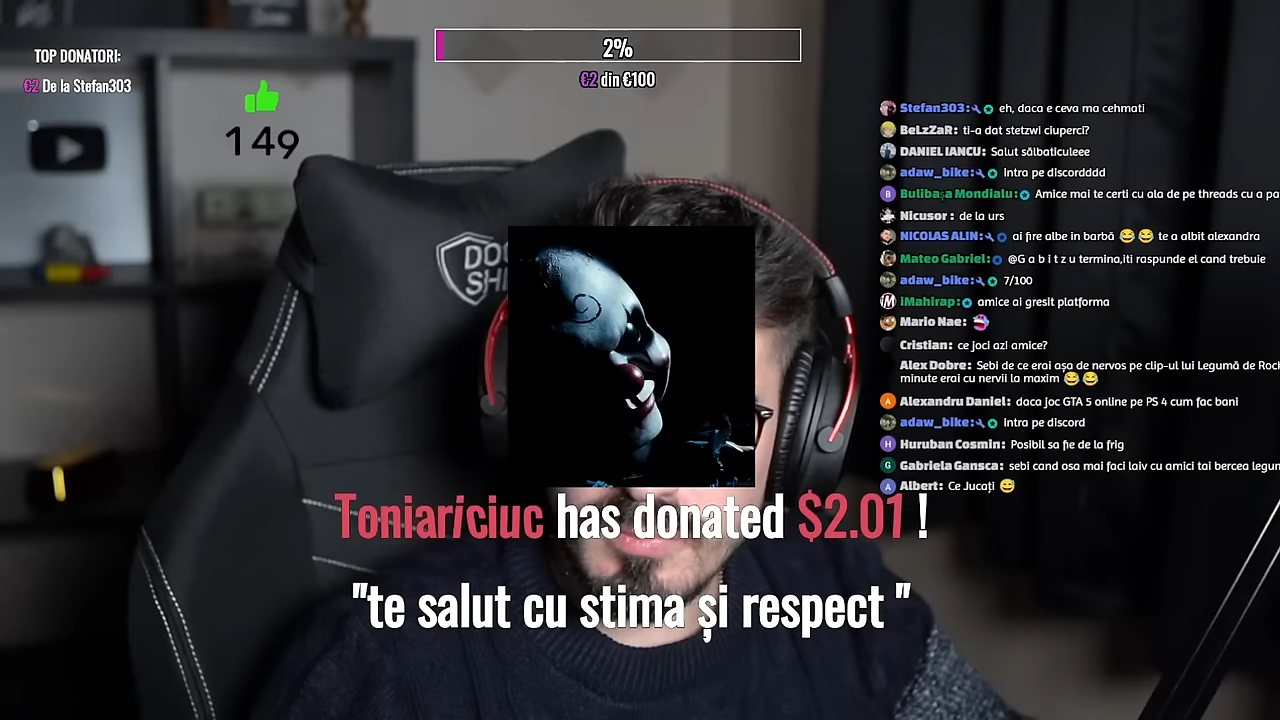 TOP DONATORI:
€2 De la Stefan303
149
2%
€2 din €100
DOC
SHI
Stefan303: eh, daca e ceva ma cehmati
BeLzZaR: ti-a dat stetzwi ciuperci?
DANIEL IANCU: Salut sălbaticuleee
adaw_bike: Intra pe discordddd
Bulibașa Mondialu: Amice mai te certi cu ala de pe threads cu a pa
Nicusor : de la urs
NICOLAS ALIN: ai fire albe in barbă 😂 😂 te a albit alexandra
Mateo Gabriel: @G a b i t z u termina,iti raspunde el cand trebuie
adaw_bike: 7/100
iMahirap: amice ai gresit platforma
Mario Nae:
Cristian: ce joci azi amice?
Alex Dobre: Sebi de ce erai așa de nervos pe clip-ul lui Legumă de Rock
minute erai cu nervii la maxim 😂 😂
Alexandru Daniel: daca joc GTA 5 online pe PS 4 cum fac bani
adaw_bike: Intra pe discord
Huruban Cosmin: Posibil sa fie de la frig
Gabriela Gansca: sebi cand osa mai faci laiv cu amici tai bercea legum
Albert: Ce Jucați 😅
Toniariciuc has donated $2.01 !
"te salut cu stima și respect "